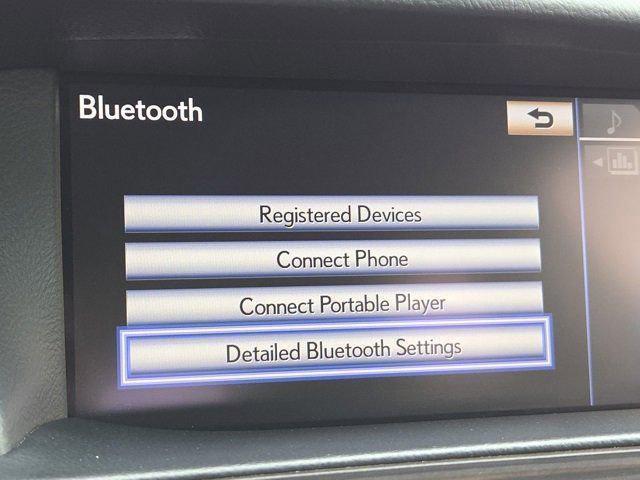 Bluetooth
Registered Devices
Connect Phone
Connect Portable Player
Detailed Bluetooth Settings